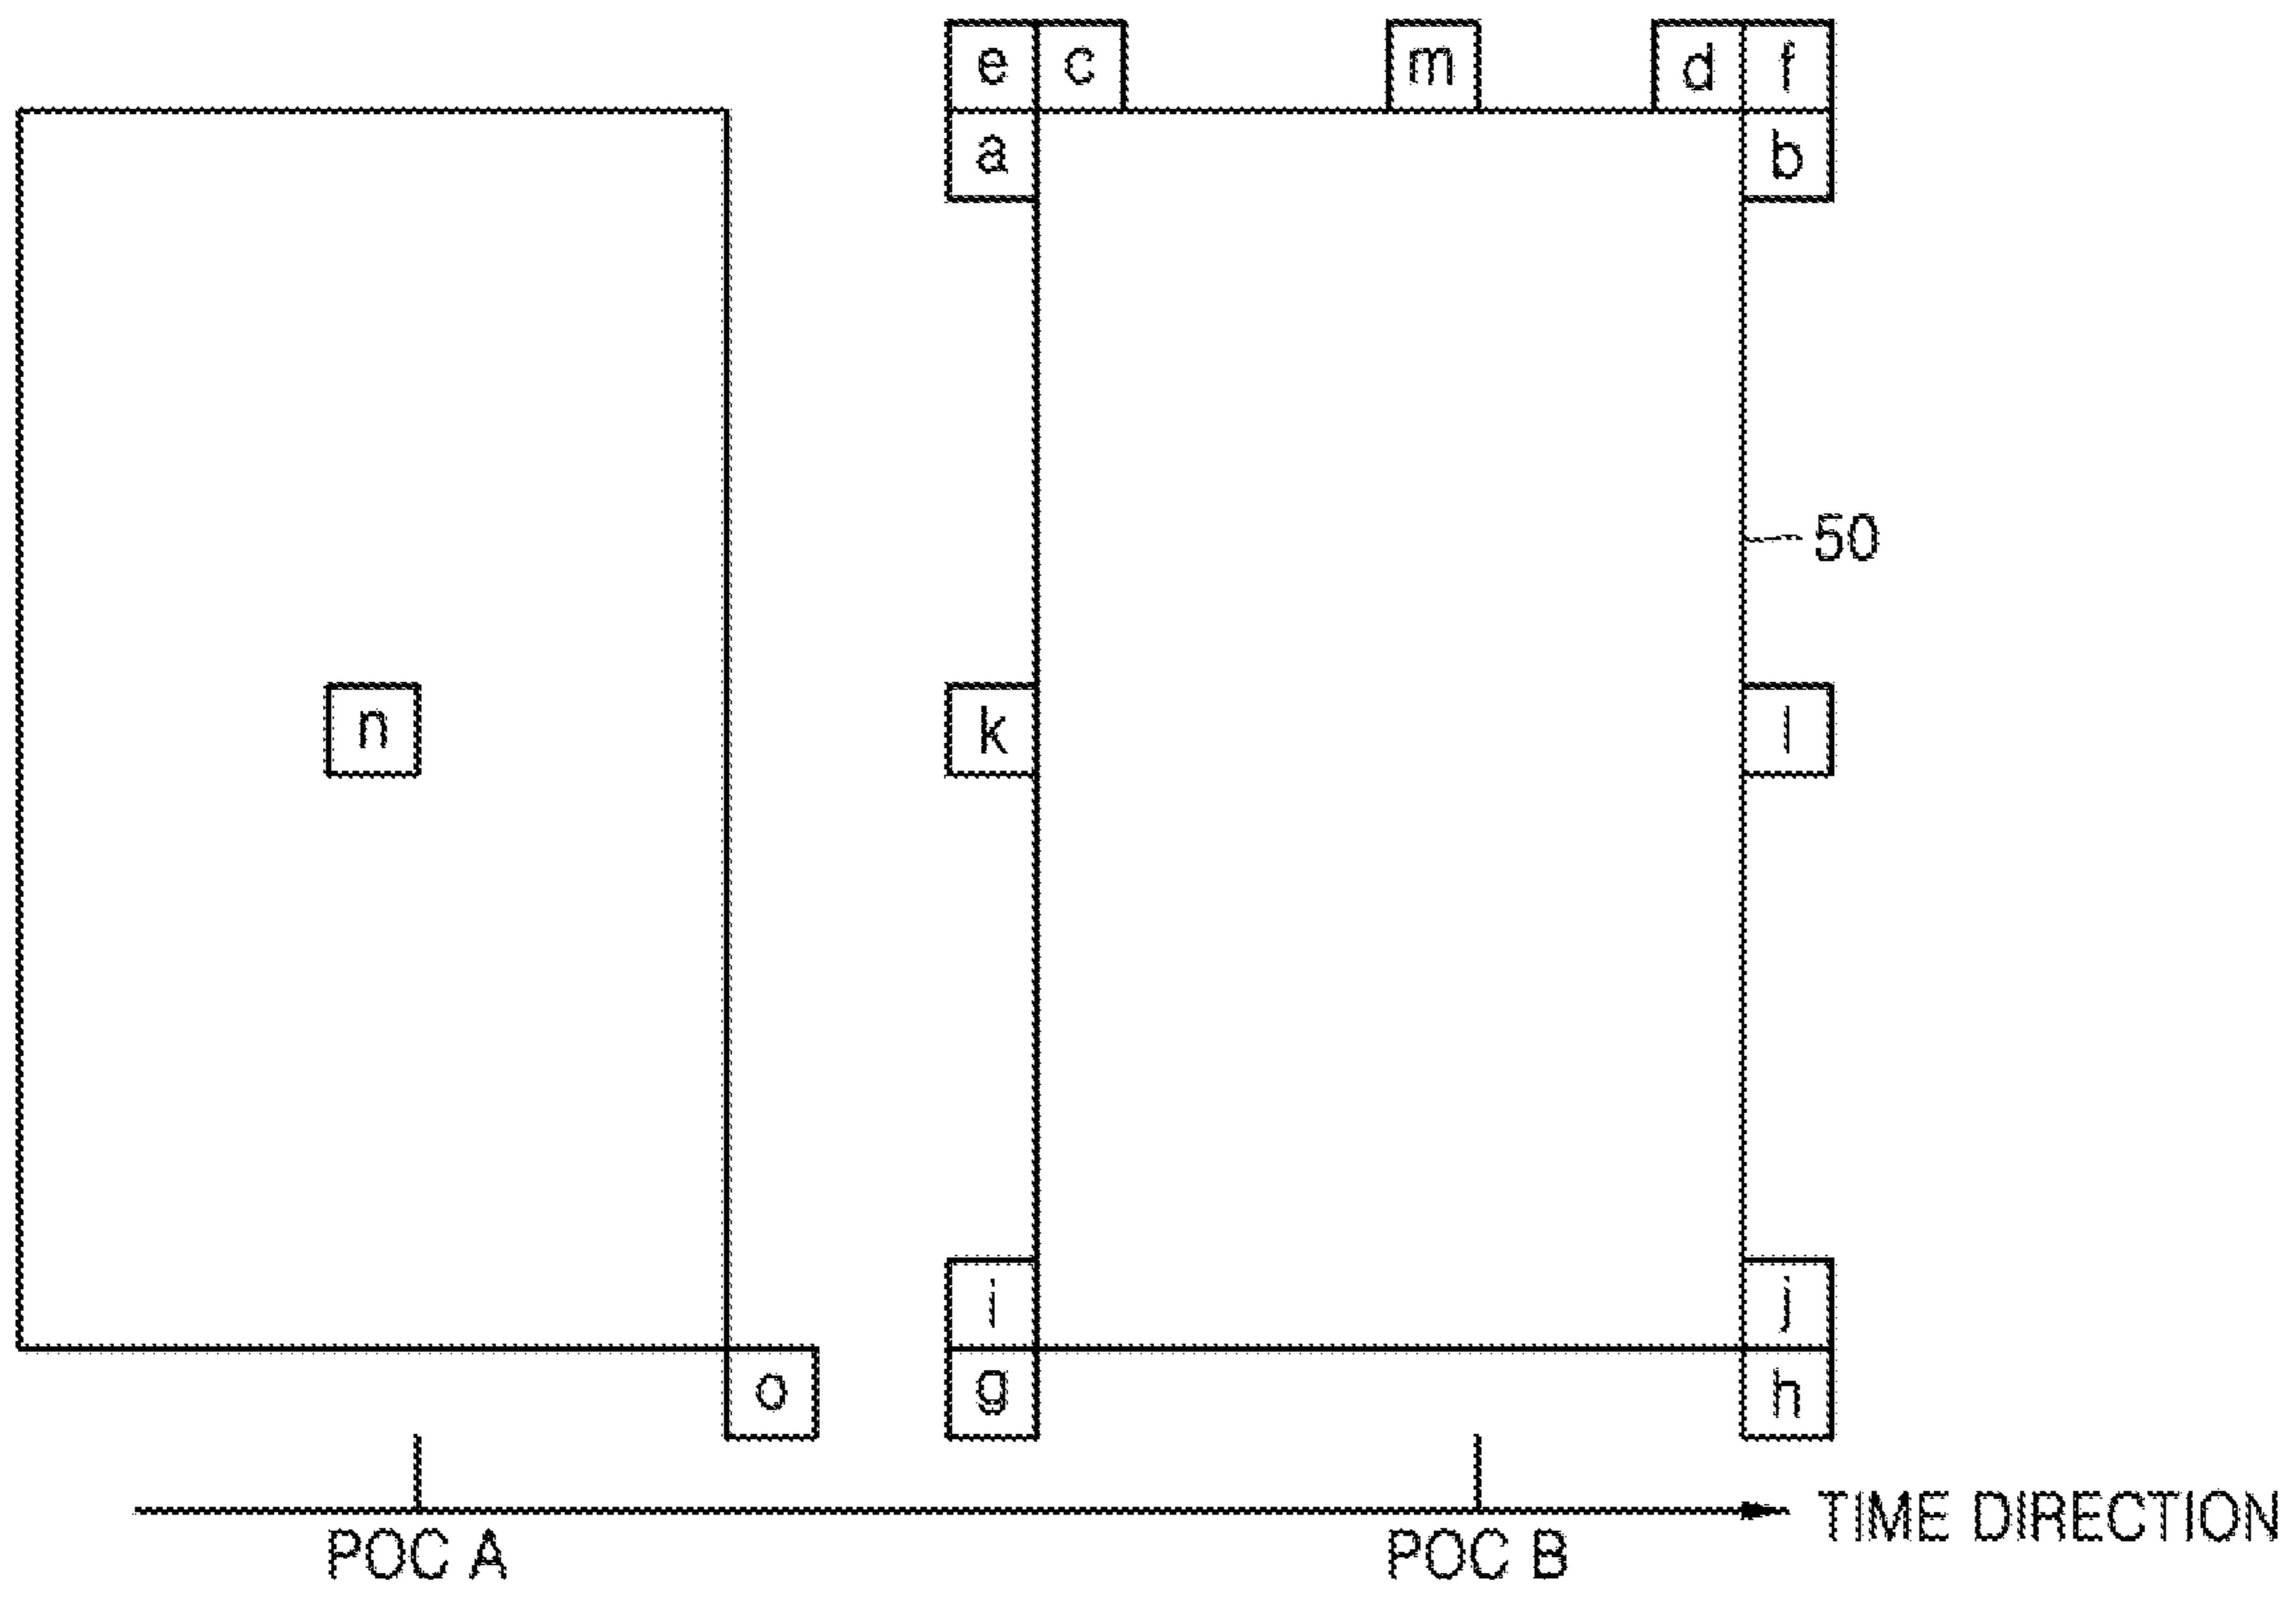 e c m d f
a b
50
n k l
i j
o g h
TIME DIRECTION
POC A POC B